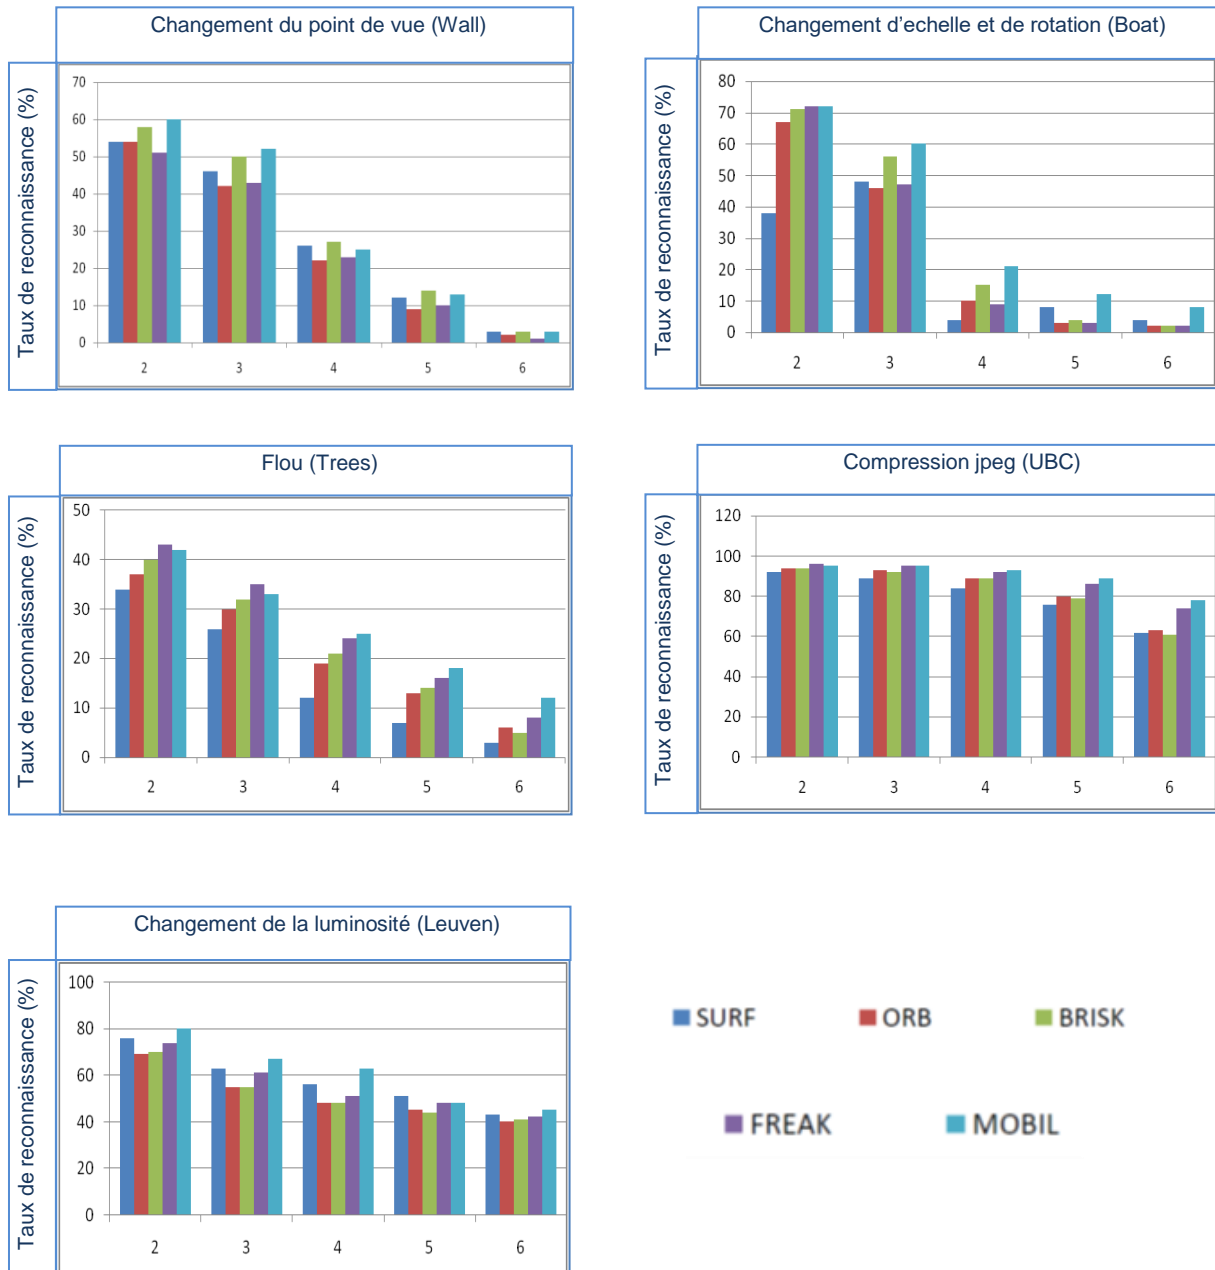 Changement du point de vue (Wall)
Taux de reconnaissance (%)
70
60
50
40
30
20
10
0
2 3 4 5 6
Changement d'echelle et de rotation (Boat)
Taux de reconnaissance (%)
80
70
60
50
40
30
20
10
0
2 3 4 5 6
Flou (Trees)
Taux de reconnaissance (%)
50
40
30
20
10
0
2 3 4 5 6
Compression jpeg (UBC)
Taux de reconnaissance (%)
120
100
80
60
40
20
0
2 3 4 5 6
Changement de la luminosité (Leuven)
Taux de reconnaissance (%)
100
80
60
40
20
0
2 3 4 5 6
SURF ORB BRISK
FREAK MOBIL